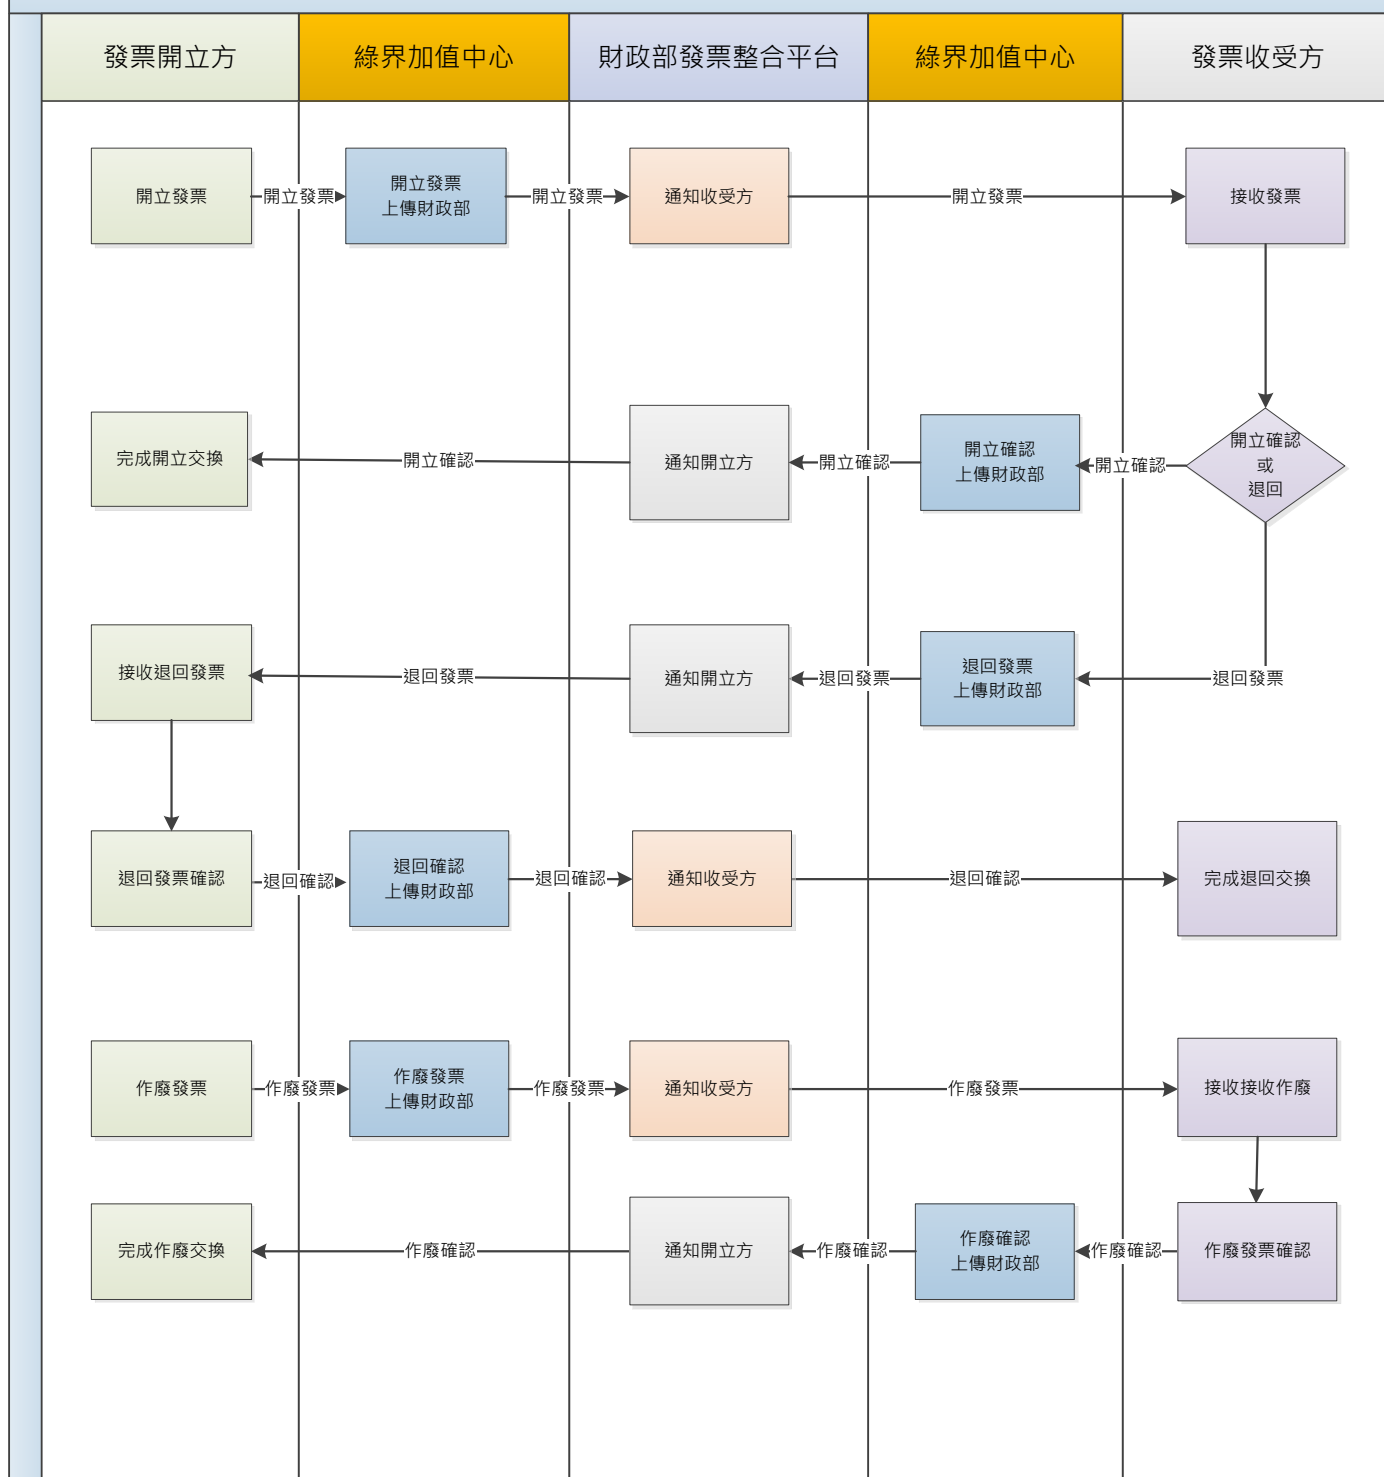 發票開立方
綠界加值中心
財政部發票整合平台
綠界加值中心
發票收受方
開立發票
開立發票
開立發票
上傳財政部
開立發票
通知收受方
開立發票
接收發票
完成開立交換
開立確認
通知開立方
開立確認
開立確認
上傳財政部
開立確認
開立確認
或
退回
接收退回發票
退回發票
通知開立方
退回發票
退回發票
上傳財政部
退回發票
退回發票確認
退回確認
退回確認
上傳財政部
退回確認
通知收受方
退回確認
完成退回交換
作廢發票
作廢發票
作廢發票
上傳財政部
作廢發票
通知收受方
作廢發票
接收接收作廢
完成作廢交換
作廢確認
通知開立方
作廢確認
作廢確認
上傳財政部
作廢確認
作廢發票確認